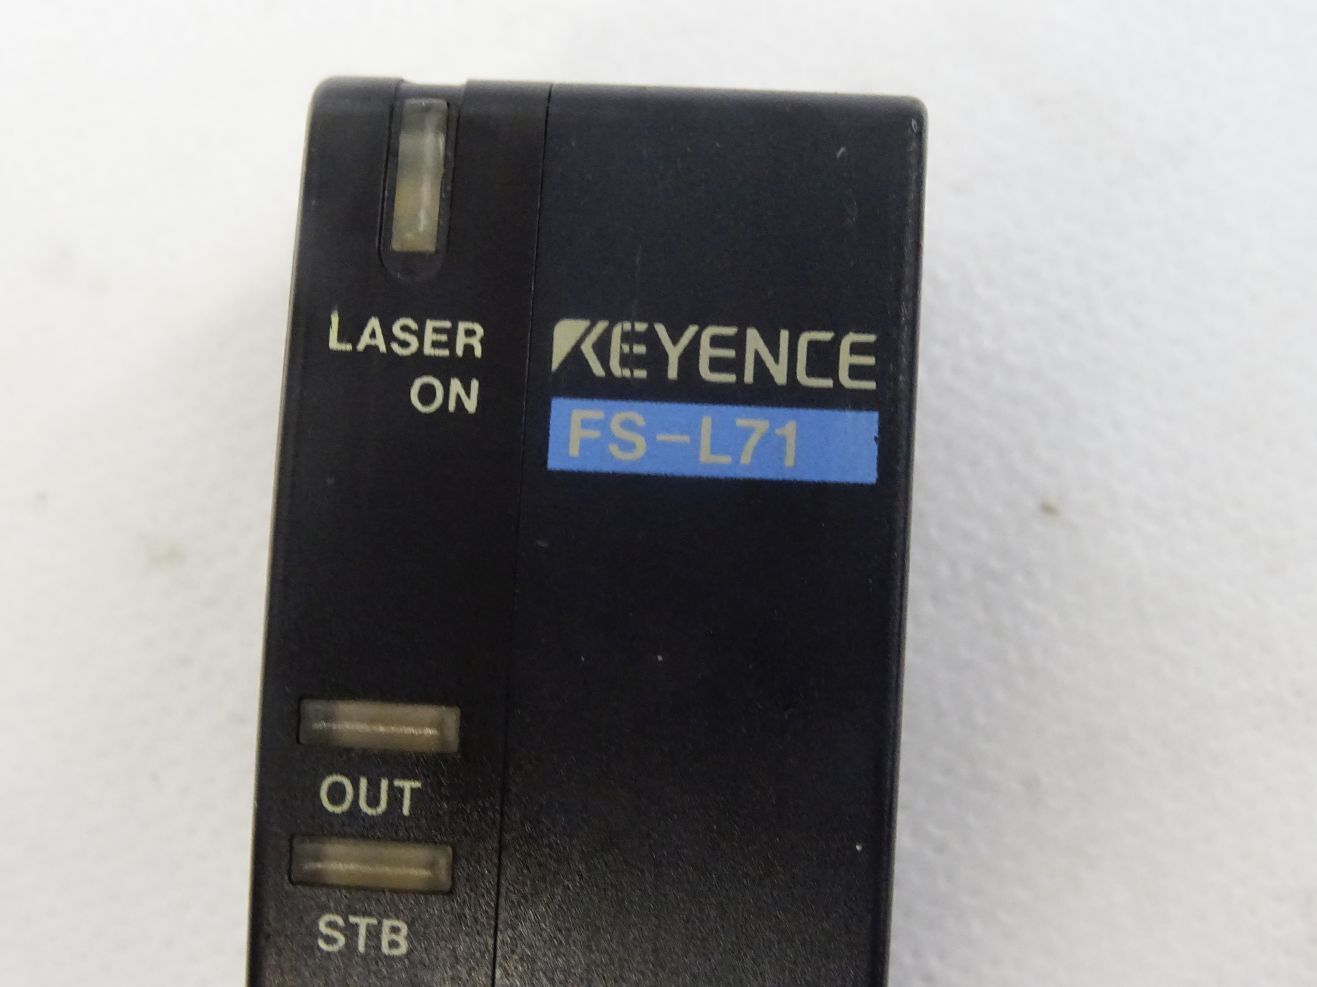 LASER
ON
KEYENCE
FS-L71
OUT
STB